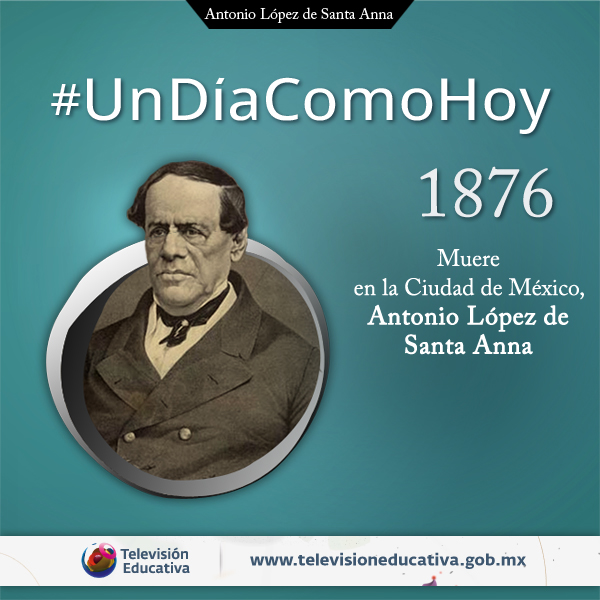 Antonio López de Santa Anna
#UnDíaComoHoy
1876
Muere
en la Ciudad de México,
Antonio López de
Santa Anna
Televisión
Educativa
www.televisioneducativa.gob.mx